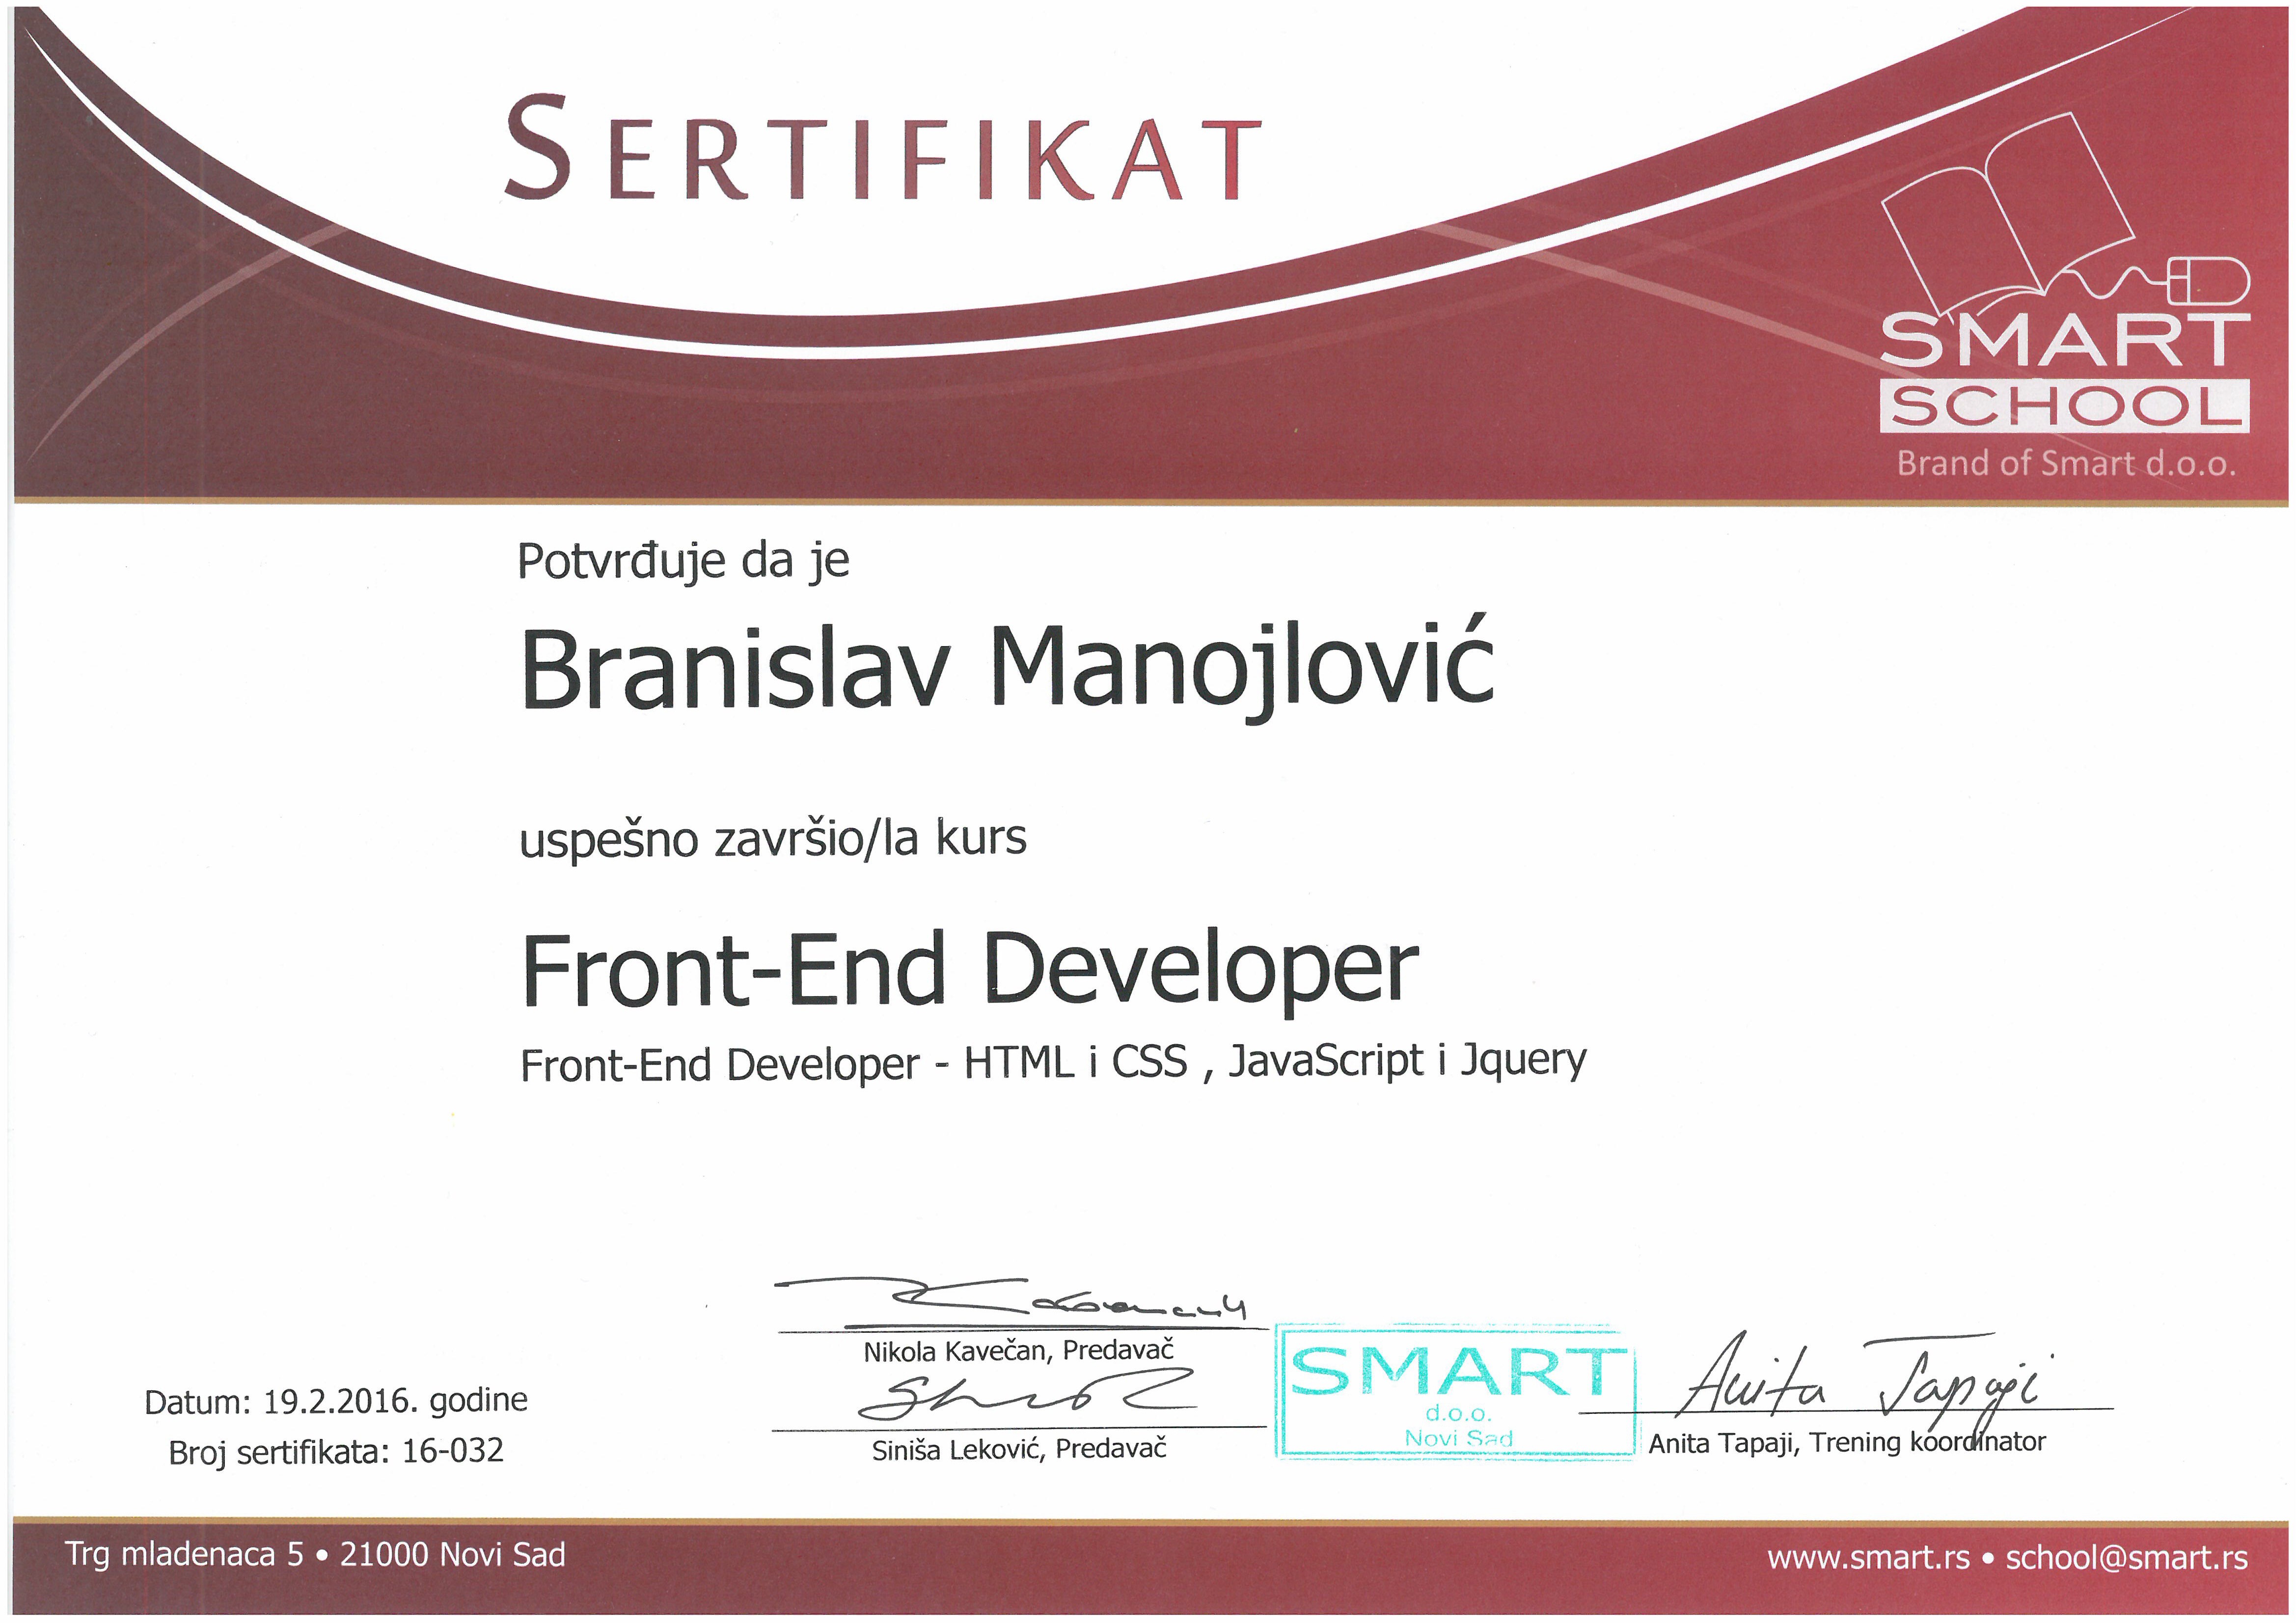 SERTIFIKAT
SMART
SCHOOL
Brand of Smart d.o.o.
Potvrđuje da je
Branislav Manojlović
uspešno završio/la kurs
Front-End Developer
Front-End Developer - HTML i CSS , JavaScript i Jquery
Nikola Kavečan, Predavač
Siniša Leković, Predavač
Datum: 19.2.2016. godine
Broj sertifikata: 16-032
SMART
d.o.o.
Novi Sad
Anita Tapaji
Anita Tapaji, Trening koordinator
Trg mladenaca 5 • 21000 Novi Sad
www.smart.rs • school@smart.rs